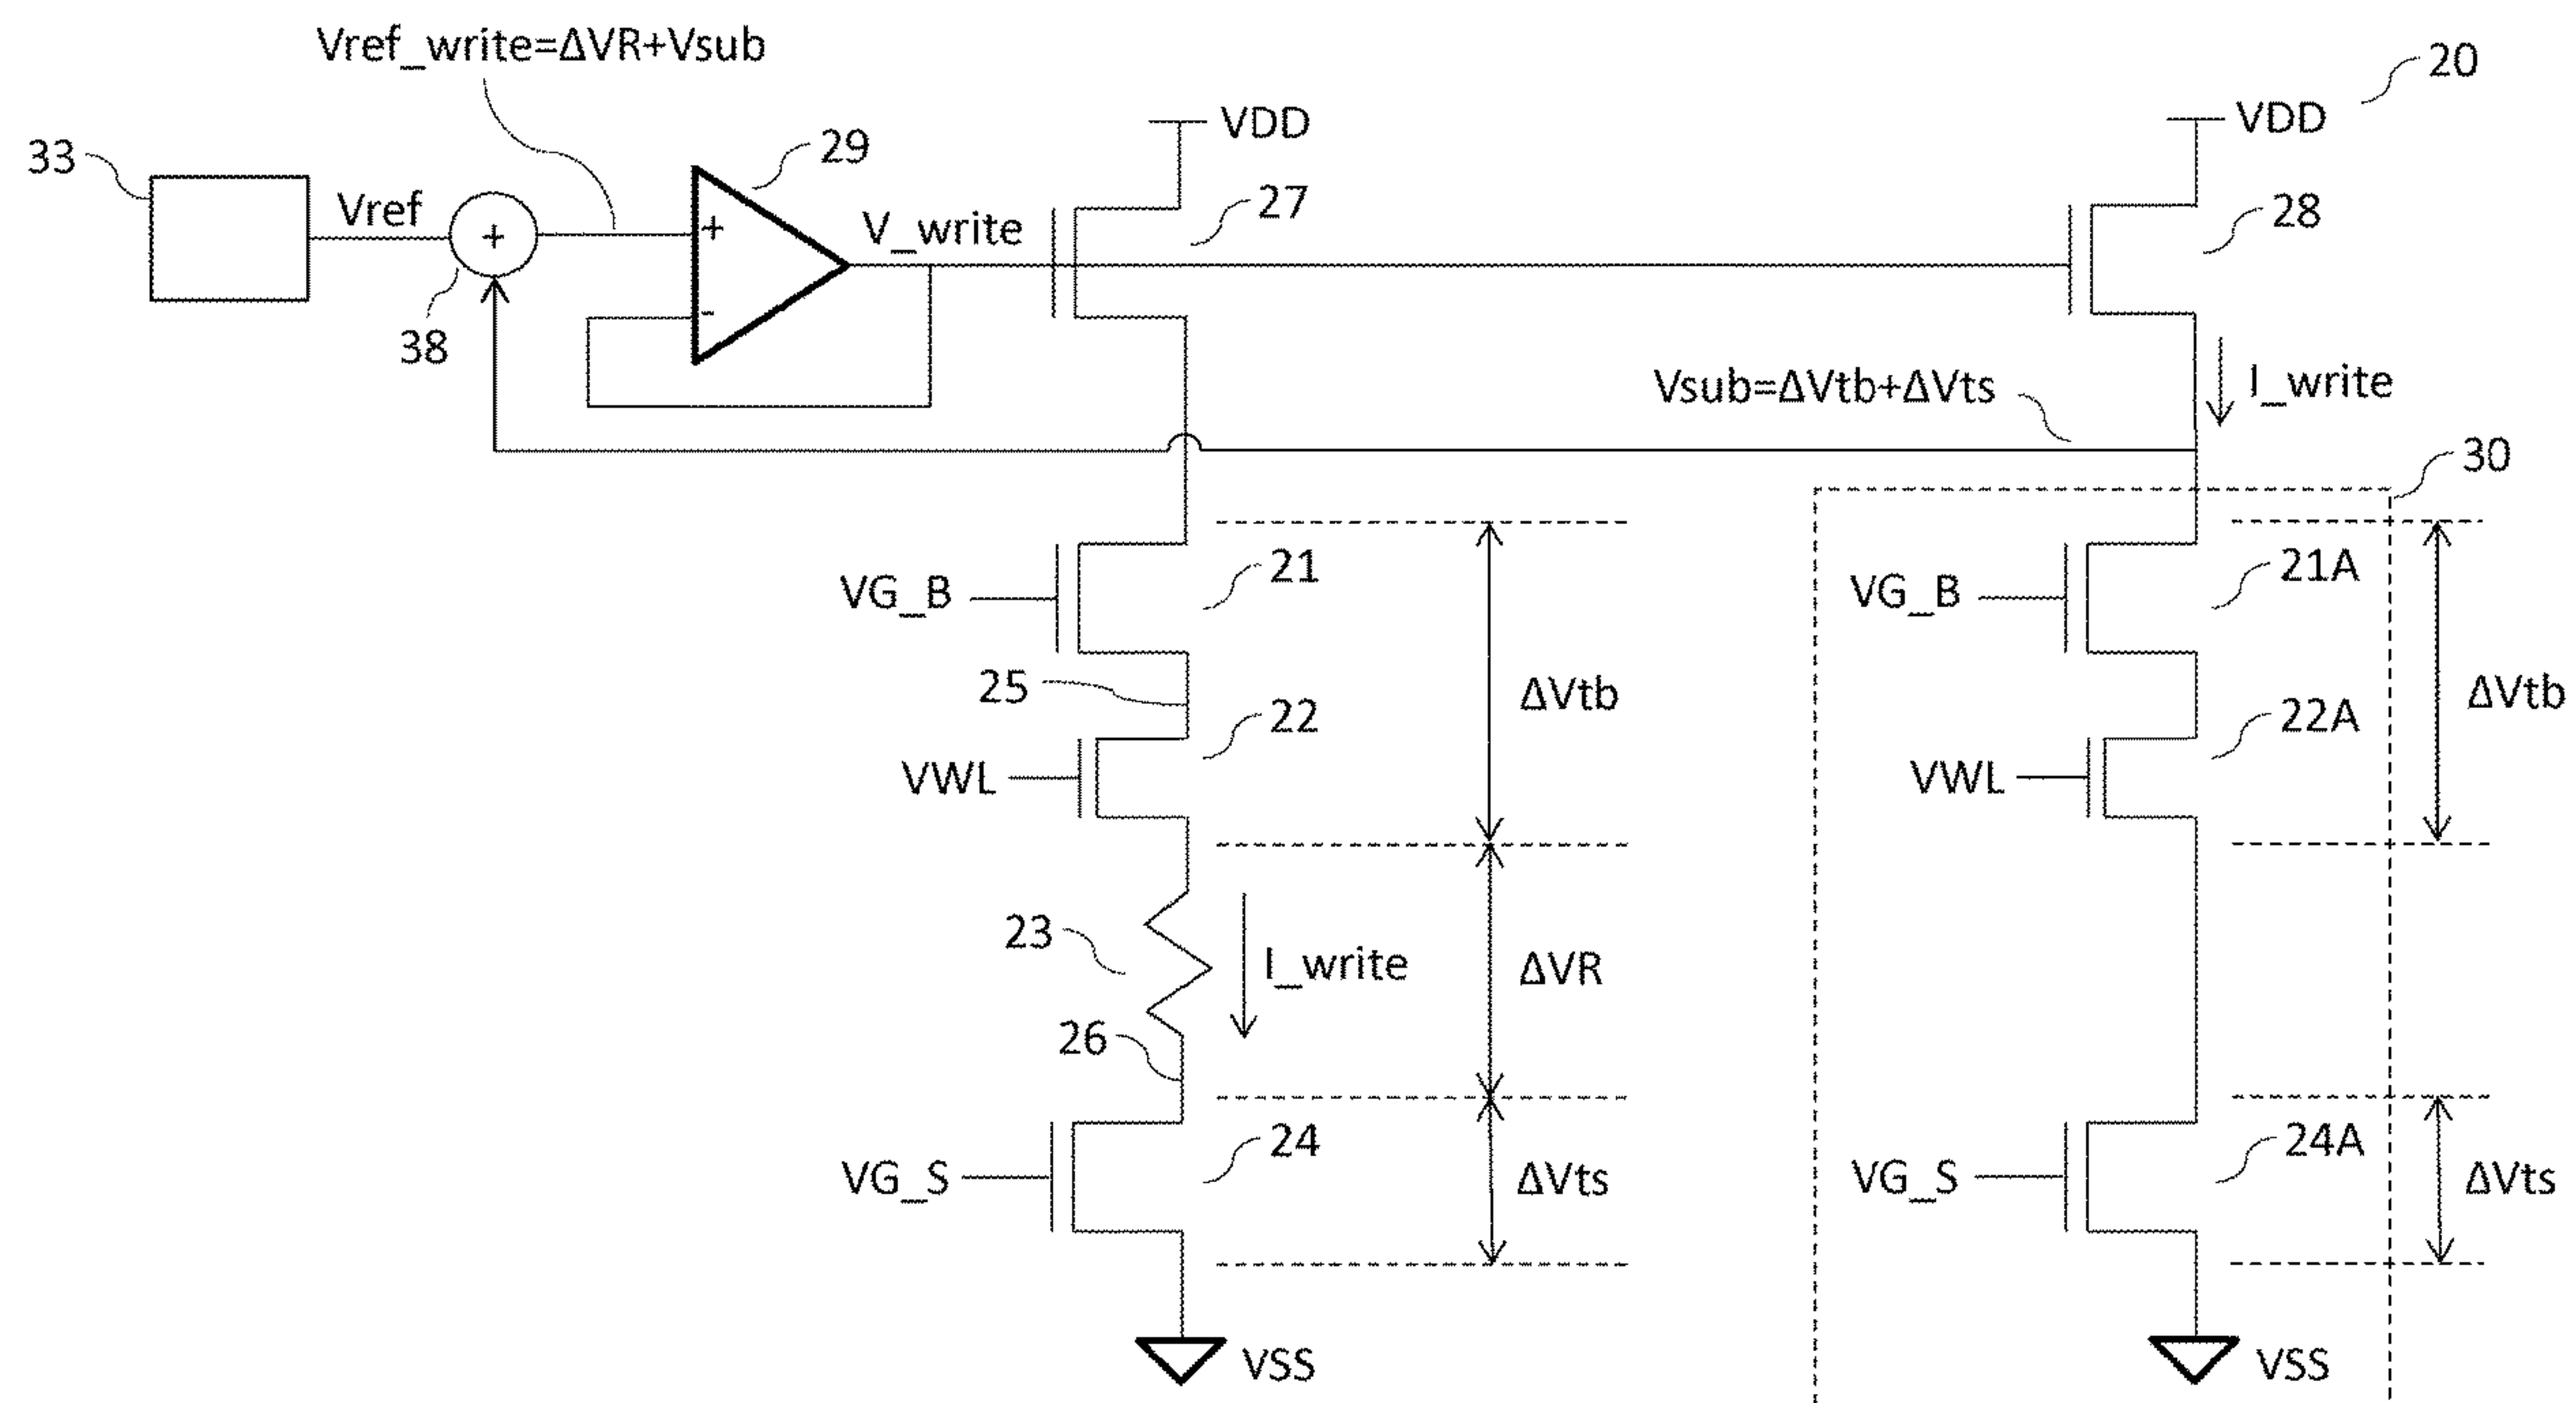 Vref_write=ΔVR+Vsub
20
VDD
VDD
33
29
Vref
+
+
-
V_write
27
28
38
Vsub=ΔVtb+ΔVts
I_write
30
VG_B
21
VG_B
21A
25
22
ΔVtb
22A
ΔVtb
VWL
VWL
23
I_write
ΔVR
26
VG_S
24
ΔVts
VG_S
24A
ΔVts
VSS
VSS